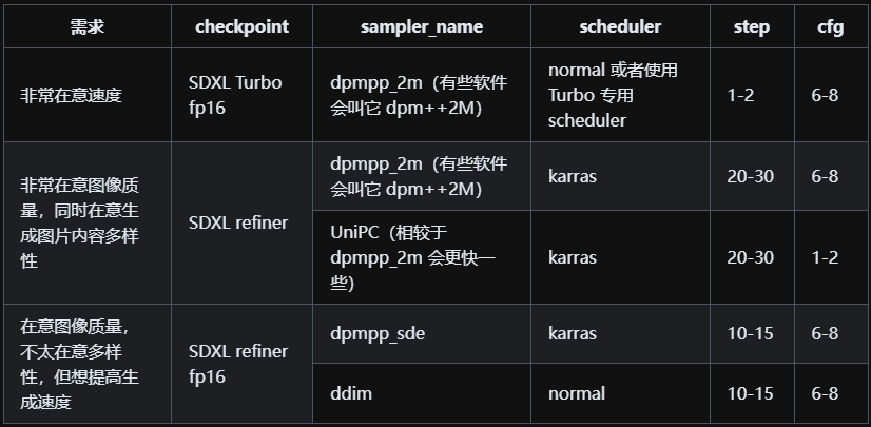 需求 checkpoint sampler_name scheduler step cfg
非常在意速度
SDXL Turbo
fp16
dpmpp_2m（有些软件
会叫它 dpm++2M）
normal 或者使用
Turbo 专用
scheduler
1-2
6-8
非常在意图像质
量，同时在意生
成图片内容多样
性
SDXL refiner
dpmpp_2m（有些软件
会叫它 dpm++2M）
karras
20-30
6-8
UniPC（相较于
dpmpp_2m 会更快一
些）
karras
20-30
1-2
在意图像质量，
不太在意多样
性，但想提高生
成速度
SDXL refiner
fp16
dpmpp_sde
karras
10-15
6-8
ddim
normal
10-15
6-8